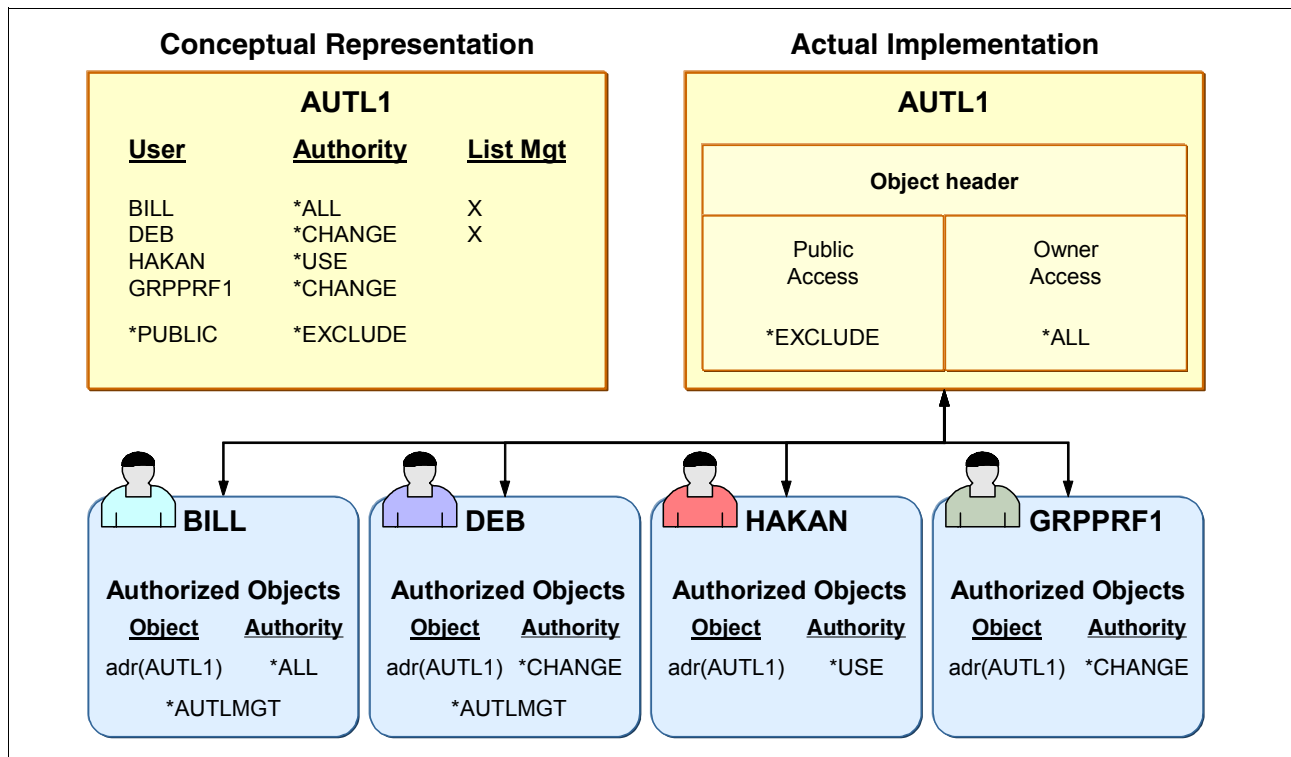 Conceptual Representation
AUTL1
User Authority List Mgt
BILL *ALL X
DEB *CHANGE X
HAKAN *USE
GRPPRF1 *CHANGE
*PUBLIC *EXCLUDE
Actual Implementation
AUTL1
Object header
Public
Access
*EXCLUDE
Owner
Access
*ALL
BILL
Authorized Objects
Object Authority
adr(AUTL1) *ALL
*AUTLMGT
DEB
Authorized Objects
Object Authority
adr(AUTL1) *CHANGE
*AUTLMGT
HAKAN
Authorized Objects
Object Authority
adr(AUTL1) *USE
GRPPRF1
Authorized Objects
Object Authority
adr(AUTL1) *CHANGE